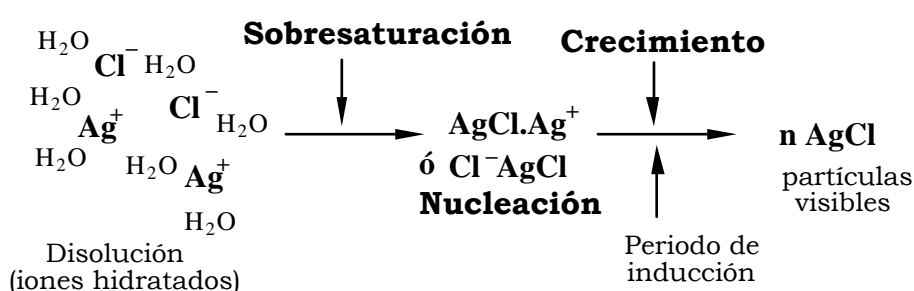 Sobresaturación
Crecimiento
H₂O
Cl⁻ H₂O
H₂O
Cl⁻
Ag⁺
H₂O
H₂O
H₂O Ag⁺
H₂O
AgCl.Ag⁺
ó Cl⁻AgCl
Nucleación
n AgCl
partículas
visibles
Disolución
(iones hidratados)
Periodo de
inducción